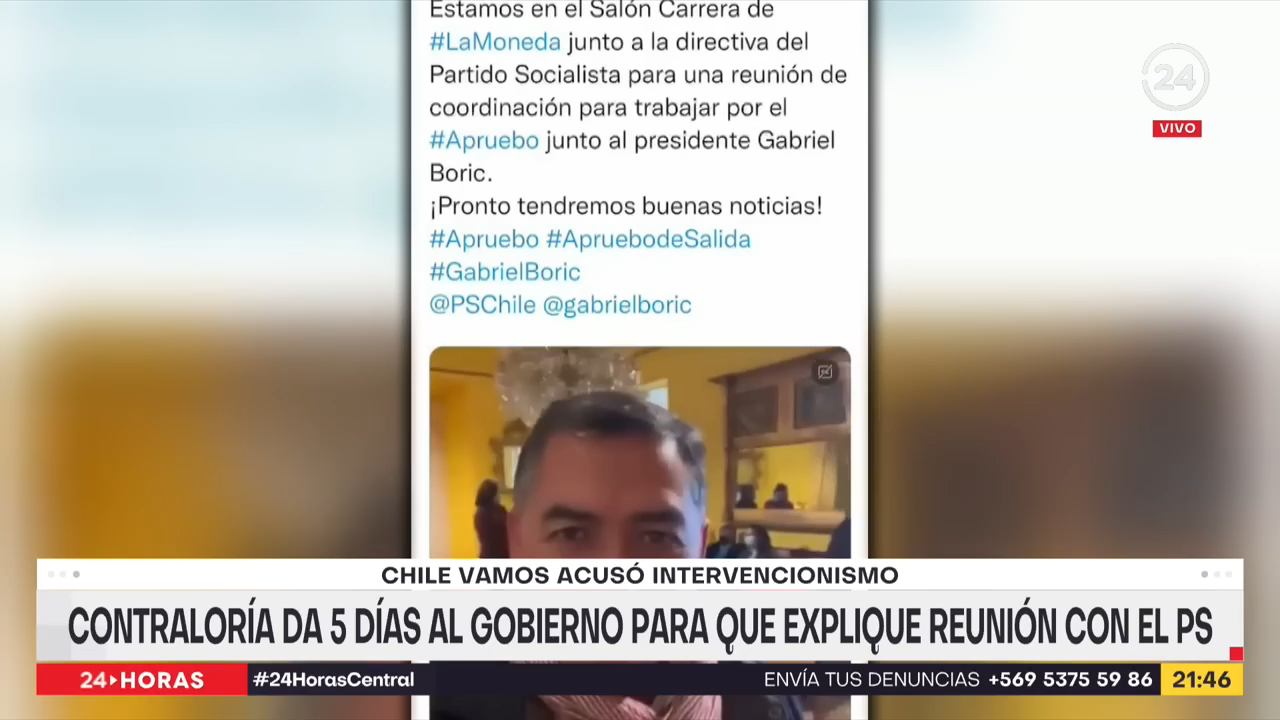 Estamos en el Salón Carrera de
#LaMoneda junto a la directiva del
Partido Socialista para una reunión de
coordinación para trabajar por el
#Apruebo junto al presidente Gabriel
Boric.
¡Pronto tendremos buenas noticias!
#Apruebo #ApruebodeSalida
#GabrielBoric
@PSChile @gabrielboric
24
VIVO
CHILE VAMOS ACUSÓ INTERVENCIONISMO
CONTRALORÍA DA 5 DÍAS AL GOBIERNO PARA QUE EXPLIQUE REUNIÓN CON EL PS
24 HORAS #24HorasCentral ENVÍA TUS DENUNCIAS +569 5375 59 86 21:46